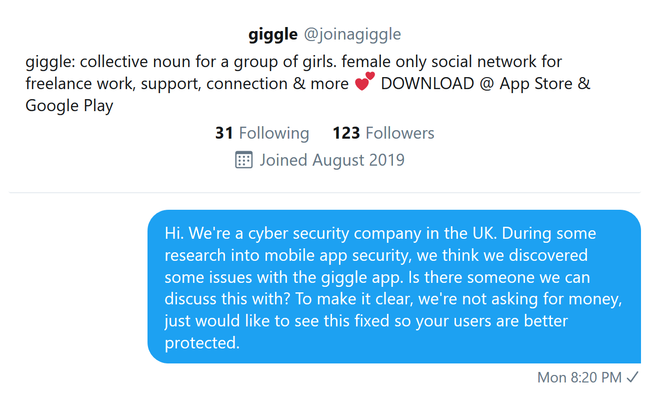 giggle @joinagiggle
giggle: collective noun for a group of girls. female only social network for
freelance work, support, connection & more 💕 DOWNLOAD @ App Store &
Google Play
31 Following 123 Followers
Joined August 2019
Hi. We're a cyber security company in the UK. During some
research into mobile app security, we think we discovered
some issues with the giggle app. Is there someone we can
discuss this with? To make it clear, we're not asking for money,
just would like to see this fixed so your users are better
protected.
Mon 8:20 PM ✓